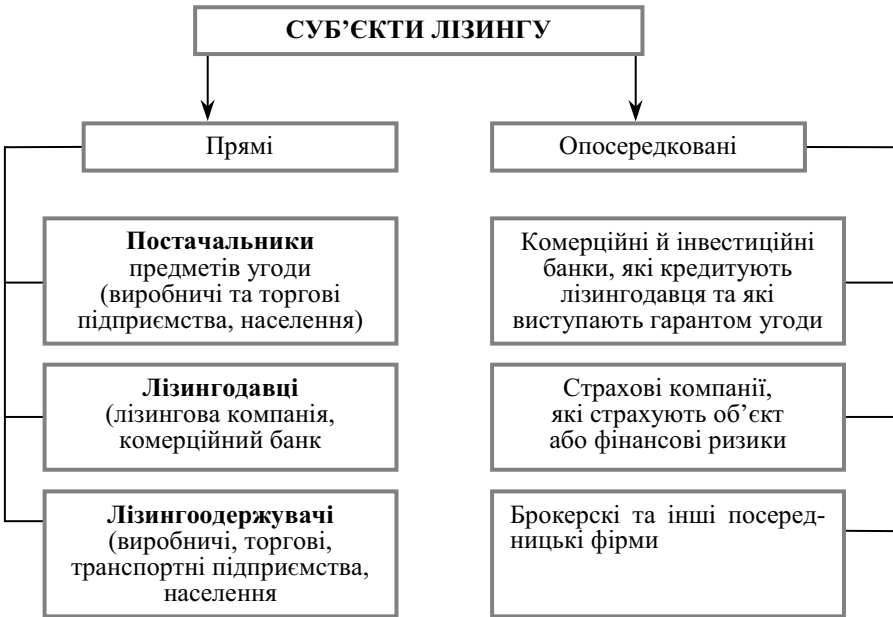 СУБ’ЄКТИ ЛІЗИНГУ
Прямі
Опосередковані
Постачальники
предметів угоди
(виробничі та торгові
підприємства, населення)
Комерційні й інвестиційні
банки, які кредитують
лізингодавця та які
виступають гарантом угоди
Лізингодавці
(лізингова компанія,
комерційний банк
Страхові компанії,
які страхують об’єкт
або фінансові ризики
Лізингоодержувачі
(виробничі, торгові,
транспортні підприємства,
населення
Брокерскі та інші посеред-
ницькі фірми